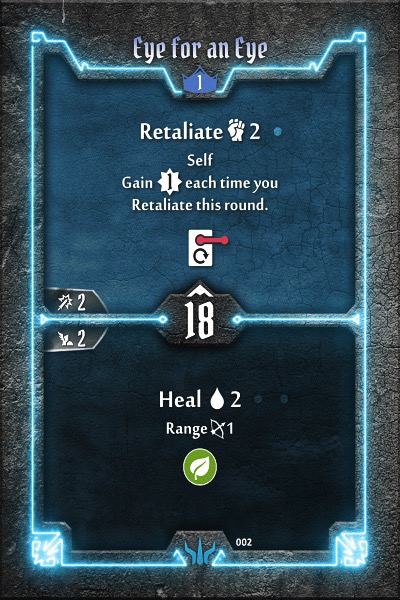 Eye for an Eye
1
Retaliate 2
Self
Gain 1 each time you
Retaliate this round.
2
18
2
Heal 2
Range 1
002